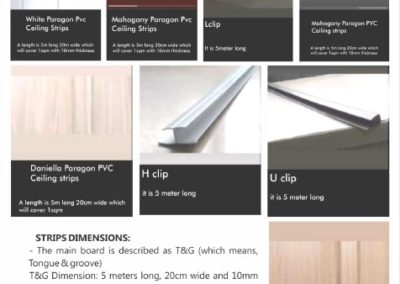 White Paragon Pvc
Ceiling Strips
A length is 5m long 20m wide which
will cover 1sqm with 10mm thickness
Mahogany Paragon Pvc
Ceiling Strips
A length is 5m long 20cm wide which
will cover 1sqm with 10mm thickness
Lclip
it is 5meter long
Mahogany Paragon PVC
Ceiling Strips
A length is 5m long 20cm wide which
will cover 1sqm with 10mm thickness
Daniella Paragon PVC
Ceiling strips
A length is 5m long 20cm wide which
will cover 1sqm
H clip
it is 5 meter long
U clip
it is 5 meter long
STRIPS DIMENSIONS:
- The main board is described as T&G (which means,
Tongue & groove)
T&G Dimension: 5 meters long, 20cm wide and 10mm